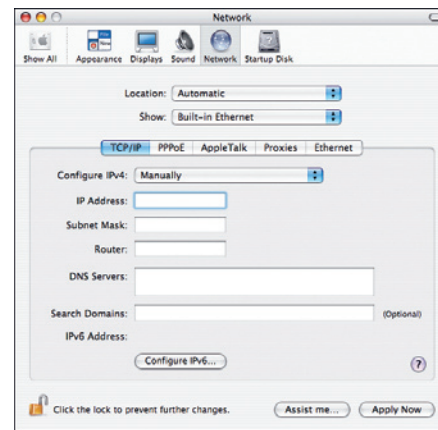 Network
Show All Appearance Displays Sound Network Startup Disk
Location: Automatic
Show: Built-in Ethernet
TCP/IP PPPoE AppleTalk Proxies Ethernet
Configure IPv4: Manually
IP Address:
Subnet Mask:
Router:
DNS Servers:
Search Domains: (Optional)
IPv6 Address:
Configure IPv6...
?
Click the lock to prevent further changes. Assist me... Apply Now